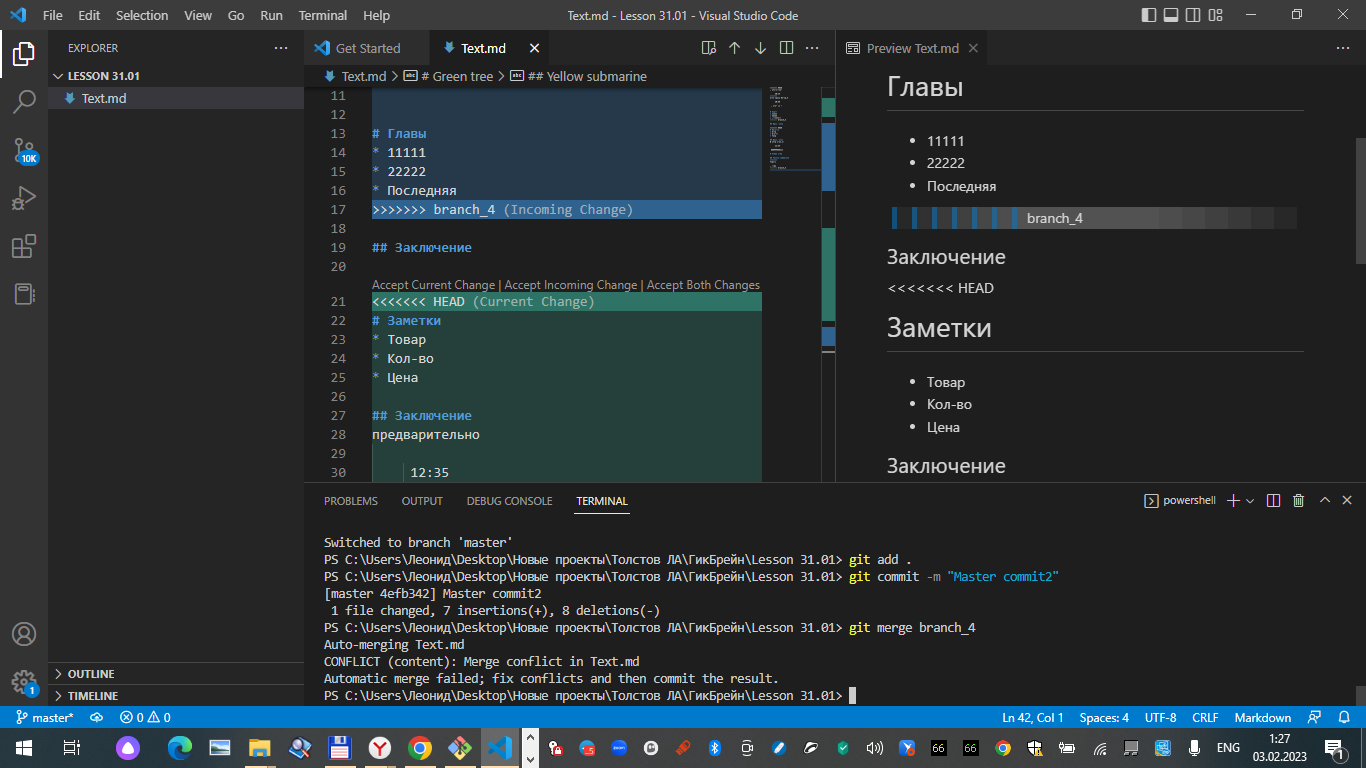 File Edit Selection View Go Run Terminal Help
Text.md - Lesson 31.01 - Visual Studio Code
EXPLORER
LESSON 31.01
Text.md
OUTLINE
TIMELINE
10K
1
Get Started
Text.md
Text.md > # Green tree > ## Yellow submarine
11
12
13 # Главы
14 * 11111
15 * 22222
16 * Последняя
17 >>>>>>> branch_4 (Incoming Change)
18
19 ## Заключение
20
Accept Current Change | Accept Incoming Change | Accept Both Changes
21 <<<<<<< HEAD (Current Change)
22 # Заметки
23 * Товар
24 * Кол-во
25 * Цена
26
27 ## Заключение
28 предварительно
29
30 12:35
Preview Text.md
Главы
• 11111
• 22222
• Последняя
branch_4
Заключение
<<<<<<< HEAD
Заметки
• Товар
• Кол-во
• Цена
Заключение
PROBLEMS OUTPUT DEBUG CONSOLE TERMINAL
powershell
Switched to branch 'master'
PS C:\Users\Леонид\Desktop\Новые проекты\Толстов ЛА\ГикБрейн\Lesson 31.01> git add .
PS C:\Users\Леонид\Desktop\Новые проекты\Толстов ЛА\ГикБрейн\Lesson 31.01> git commit -m "Master commit2"
[master 4efb342] Master commit2
1 file changed, 7 insertions(+), 8 deletions(-)
PS C:\Users\Леонид\Desktop\Новые проекты\Толстов ЛА\ГикБрейн\Lesson 31.01> git merge branch_4
Auto-merging Text.md
CONFLICT (content): Merge conflict in Text.md
Automatic merge failed; fix conflicts and then commit the result.
PS C:\Users\Леонид\Desktop\Новые проекты\Толстов ЛА\ГикБрейн\Lesson 31.01>
master* 0 0
Ln 42, Col 1 Spaces: 4 UTF-8 CRLF Markdown
66 66
ENG
1:27
03.02.2023
1